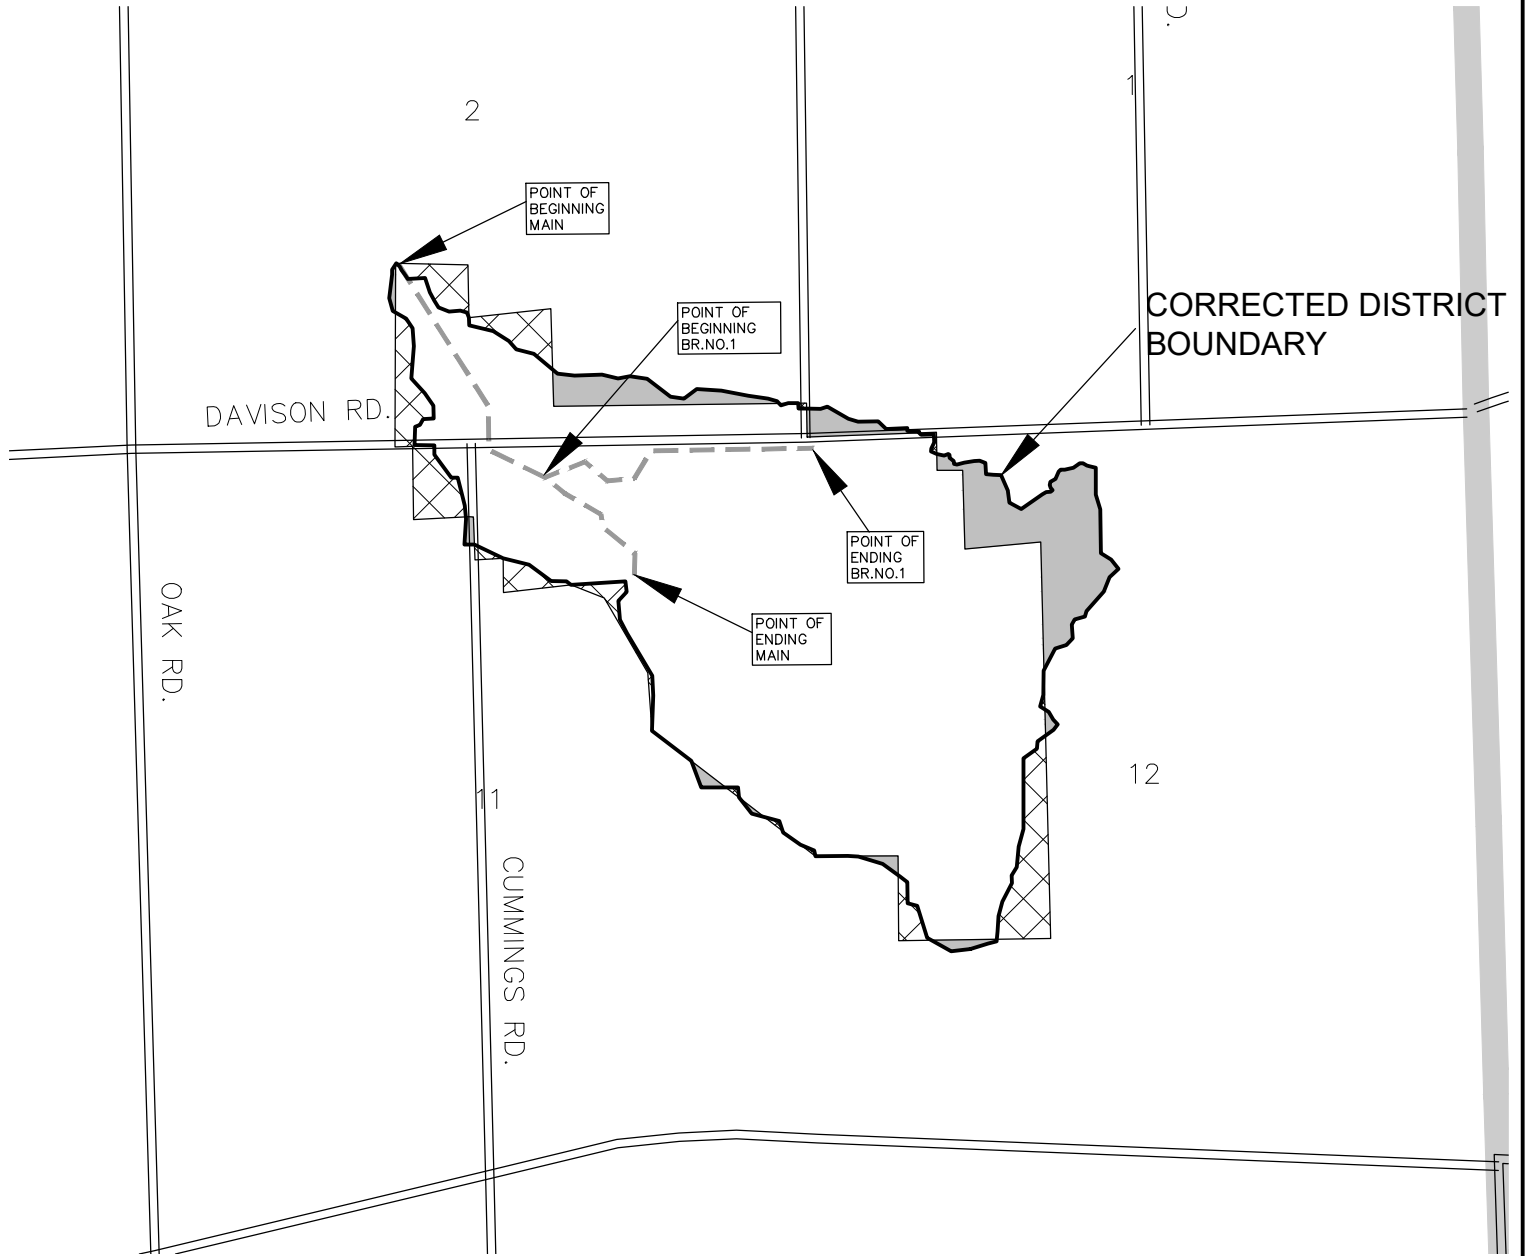 2
1
POINT OF
BEGINNING
MAIN
POINT OF
BEGINNING
BR.NO.1
CORRECTED DISTRICT
BOUNDARY
DAVISON RD.
POINT OF
ENDING
BR.NO.1
OAK RD.
POINT OF
ENDING
MAIN
12
11
CUMMINGS RD.